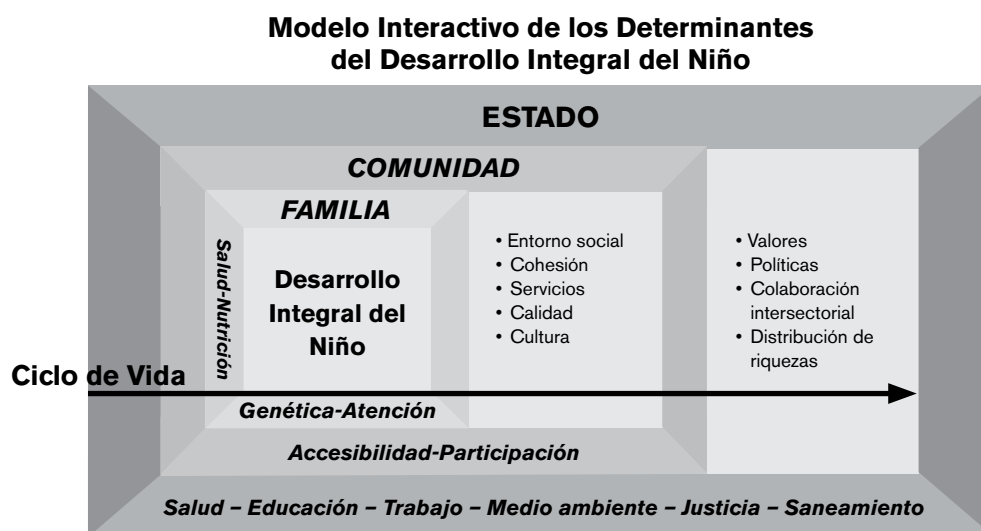 Modelo Interactivo de los Determinantes
del Desarrollo Integral del Niño
ESTADO
COMUNIDAD
FAMILIA
Salud-Nutrición
Desarrollo
Integral del
Niño
• Entorno social
• Cohesión
• Servicios
• Calidad
• Cultura
• Valores
• Políticas
• Colaboración
intersectorial
• Distribución de
riquezas
Ciclo de Vida
Genética-Atención
Accesibilidad-Participación
Salud – Educación – Trabajo – Medio ambiente – Justicia – Saneamiento